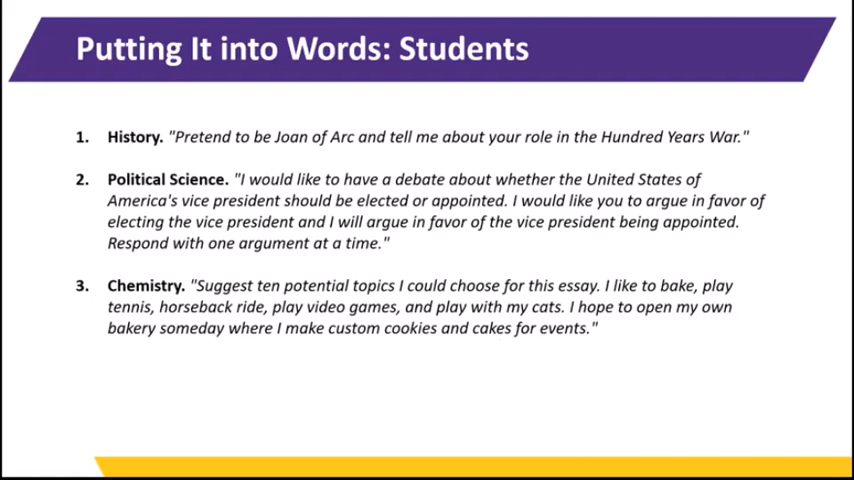 Putting It into Words: Students
1. History. "Pretend to be Joan of Arc and tell me about your role in the Hundred Years War."
2. Political Science. "I would like to have a debate about whether the United States of
America's vice president should be elected or appointed. I would like you to argue in favor of
electing the vice president and I will argue in favor of the vice president being appointed.
Respond with one argument at a time."
3. Chemistry. "Suggest ten potential topics I could choose for this essay. I like to bake, play
tennis, horseback ride, play video games, and play with my cats. I hope to open my own
bakery someday where I make custom cookies and cakes for events."